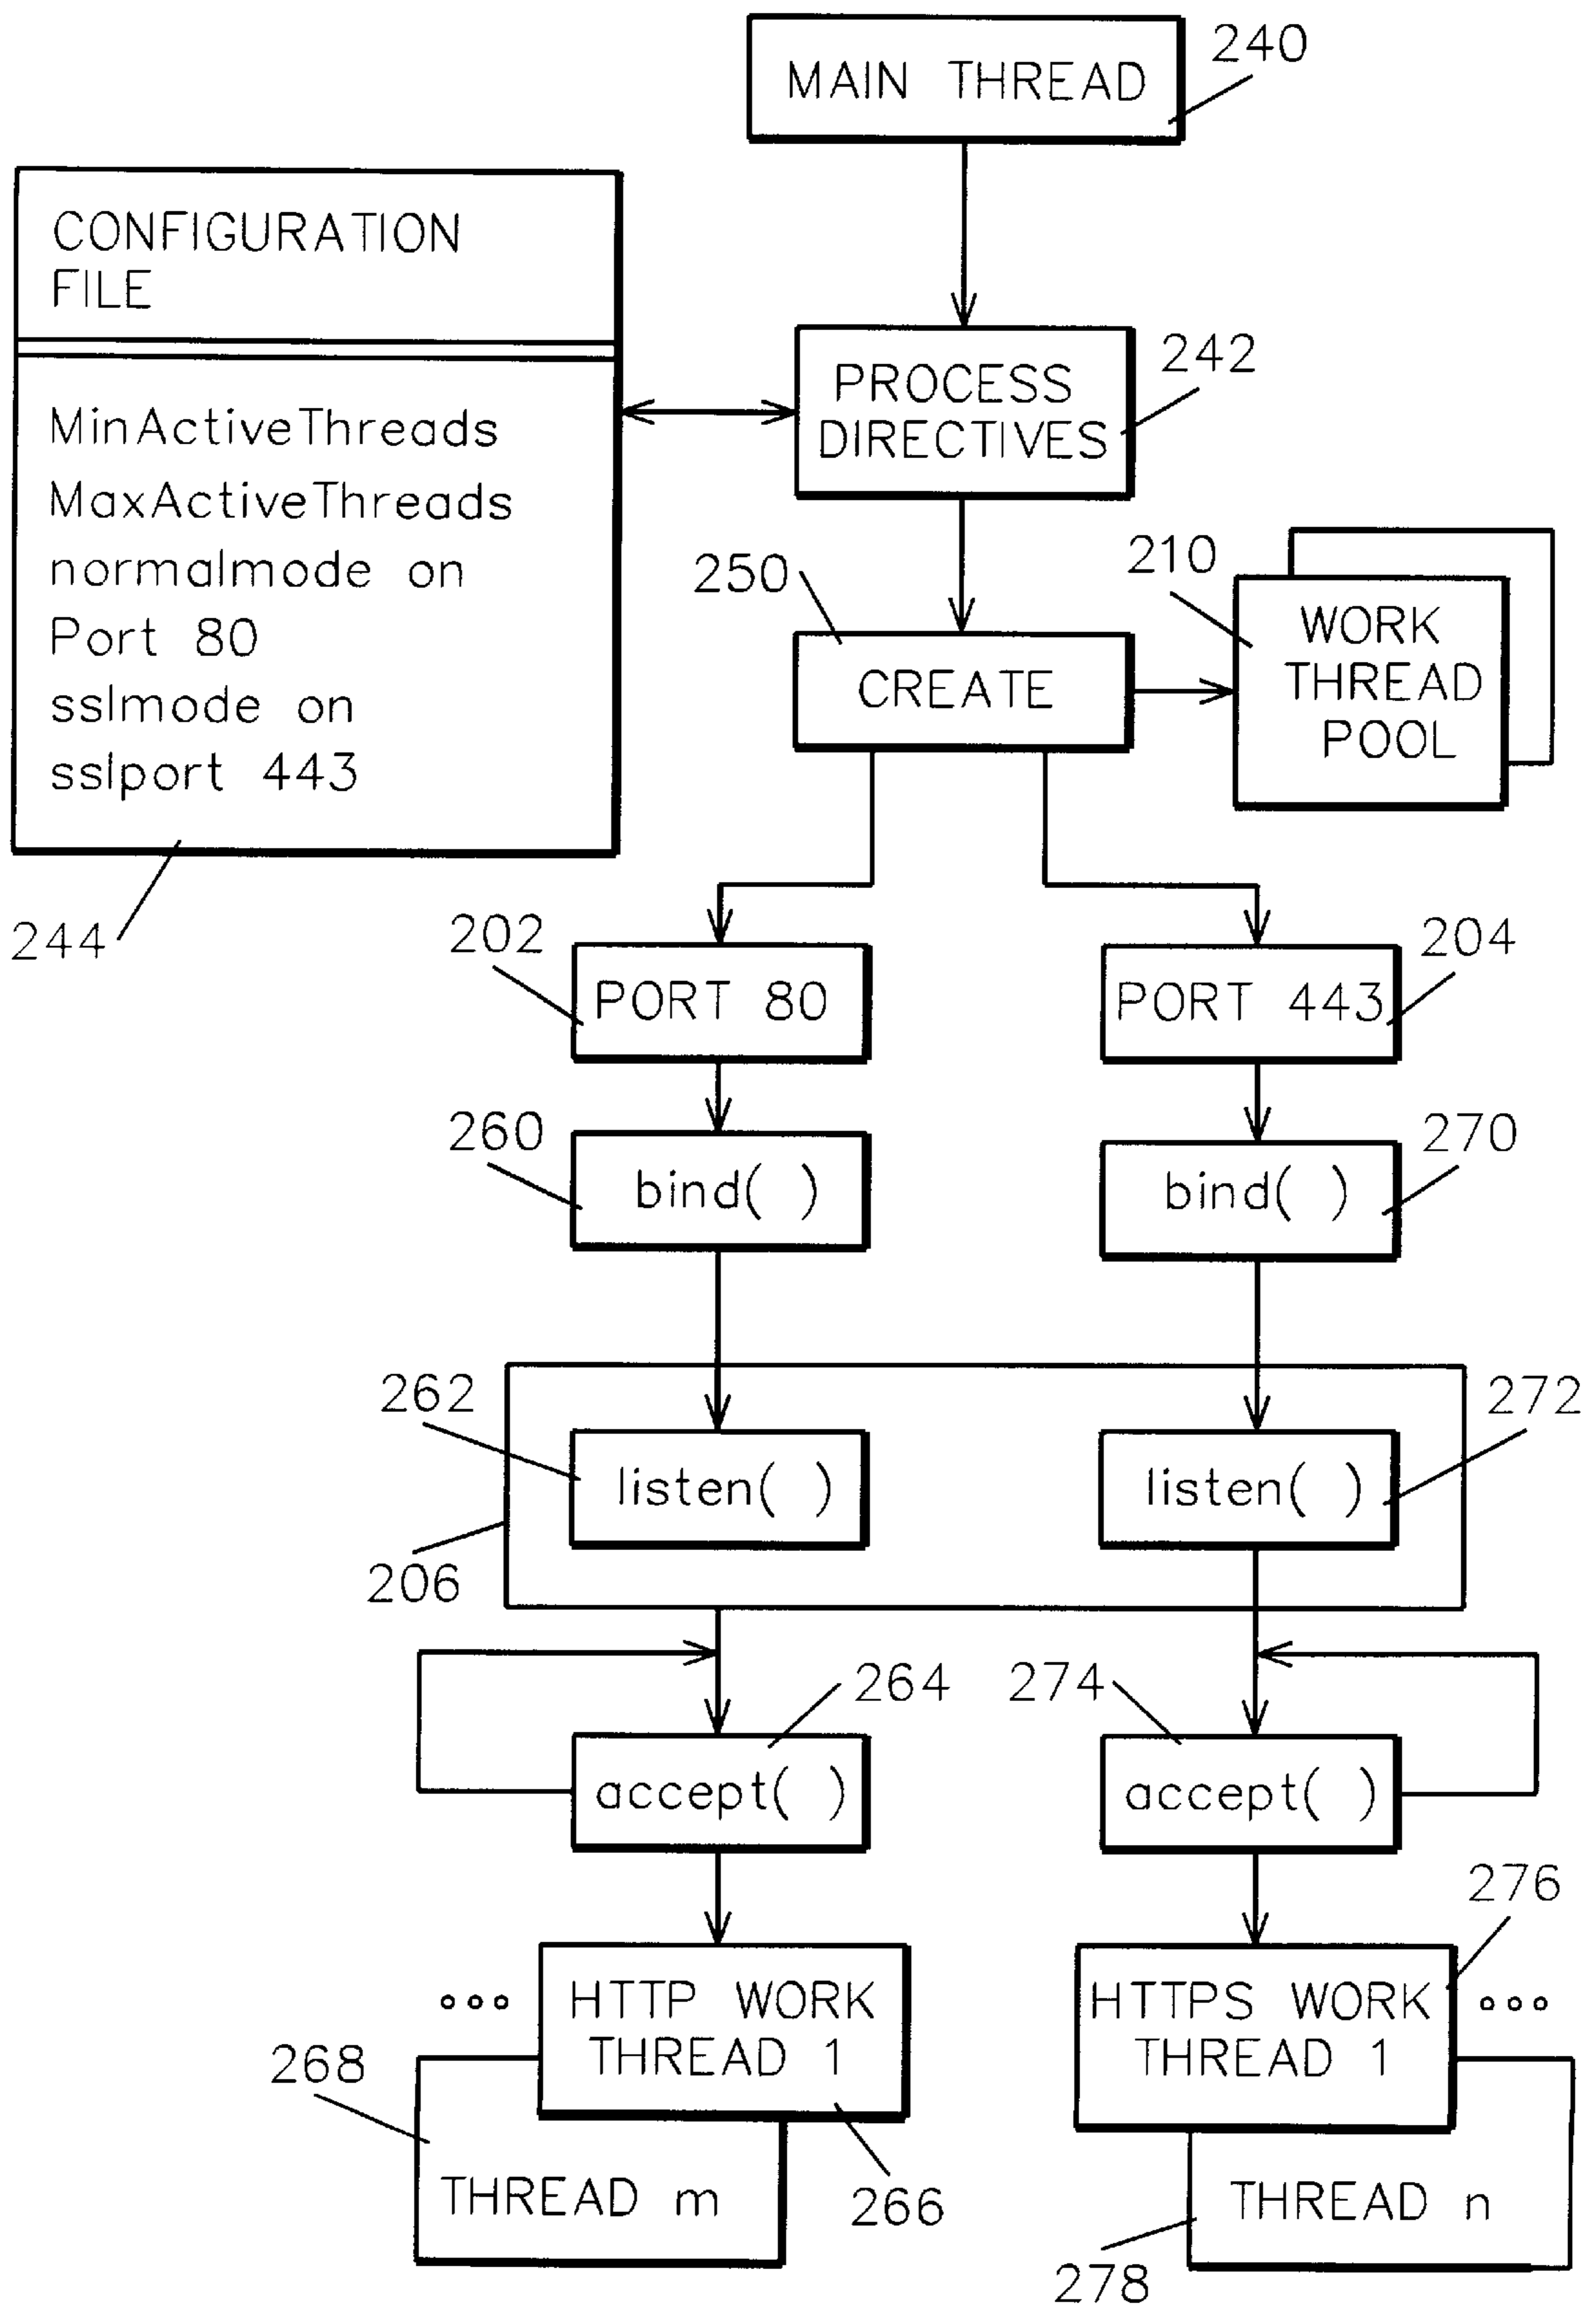 240
MAIN THREAD
CONFIGURATION
FILE
MinActiveThreads
MaxActiveThreads
normalmode on
Port 80
sslmode on
sslport 443
244
242
PROCESS
DIRECTIVES
250
CREATE
210
WORK
THREAD
POOL
202
PORT 80
204
PORT 443
260
bind( )
270
bind( )
262
listen( )
272
listen( )
206
264
accept( )
274
accept( )
276
HTTP WORK
THREAD 1
HTTPS WORK
THREAD 1
268
THREAD m
266
THREAD n
278